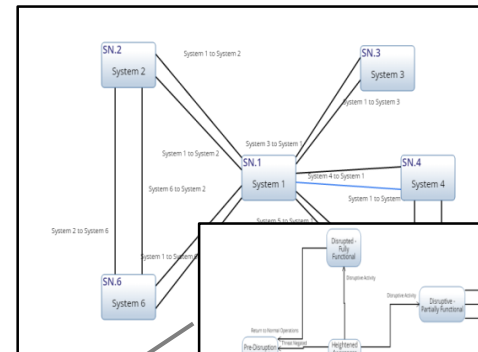 SN.2
System 2
System 1 to System 2
SN.3
System 3
System 1 to System 3
System 3 to System 1
System 1 to System 2
SN.1
System 1
System 4 to System 1
SN.4
System 4
System 1 to System
System 6 to System 2
System 2 to System 6
System 1 to System
SN.6
System 6
Disrupted -
Fully
Functional
Disruptive Activity
Disruptive Activity
Disruptive -
Partially Functional
Return to Normal Operations
Threat Negated
Pre-Disruption
Heightened